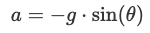 a = −g · sin(θ)